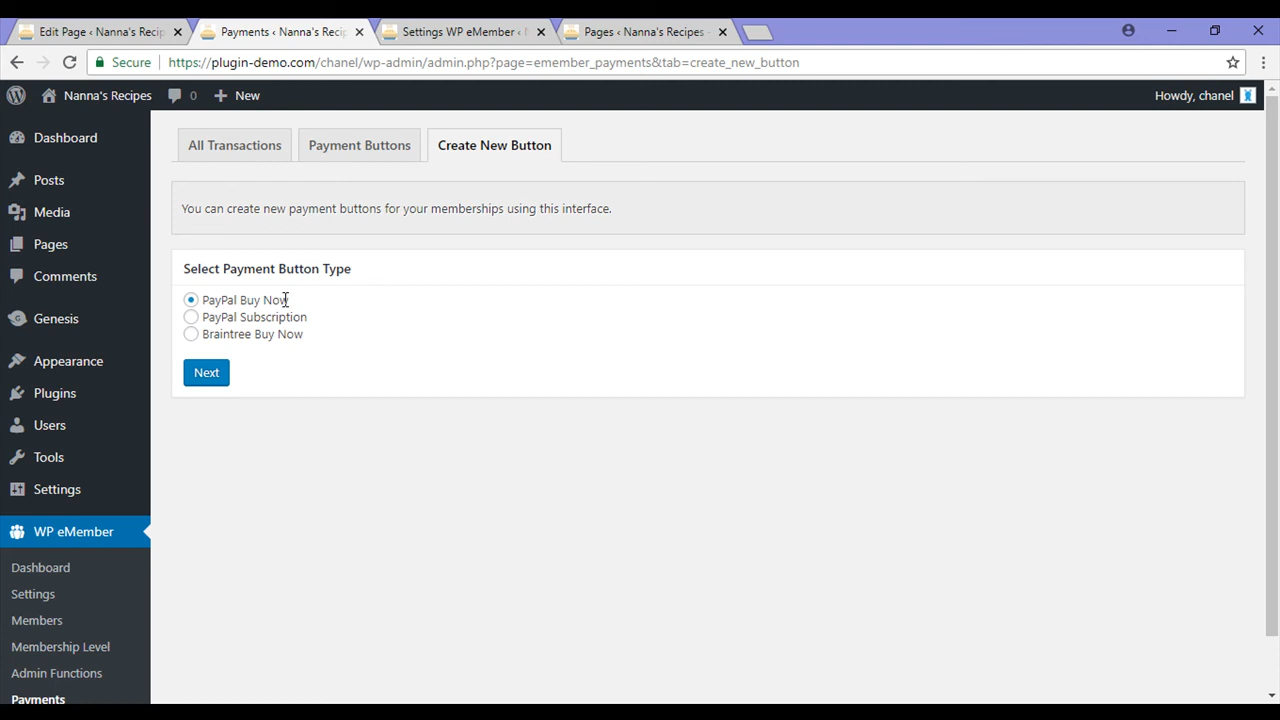 Edit Page ‹ Nanna's Recip
Payments ‹ Nanna's Recip
Settings WP eMember ‹
Pages ‹ Nanna's Recipes
Secure
https://plugin-demo.com/chanel/wp-admin/admin.php?page=emember_payments&tab=create_new_button
Nanna's Recipes
0
New
Howdy, chanel
Dashboard
Posts
Media
Pages
Comments
Genesis
Appearance
Plugins
Users
Tools
Settings
WP eMember
Dashboard
Settings
Members
Membership Level
Admin Functions
Payments
All Transactions
Payment Buttons
Create New Button
You can create new payment buttons for your memberships using this interface.
Select Payment Button Type
PayPal Buy Now
PayPal Subscription
Braintree Buy Now
Next